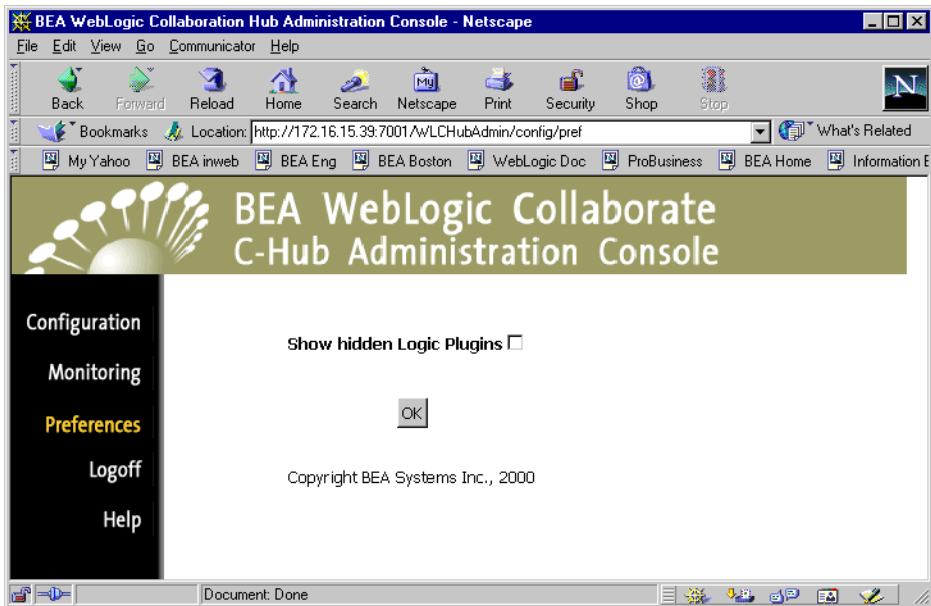 BEA WebLogic Collaboration Hub Administration Console - Netscape
File Edit View Go Communicator Help
Back Forward Reload Home Search Netscape Print Security Shop Stop
My
N
Bookmarks Location: http://172.16.15.39:7001/WLCHubAdmin/config/pref What's Related
My Yahoo BEA inweb BEA Eng BEA Boston WebLogic Doc ProBusiness BEA Home Information E
BEA WebLogic Collaborate
C-Hub Administration Console
Configuration
Monitoring
Preferences
Logoff
Help
Show hidden Logic Plugins
OK
Copyright BEA Systems Inc., 2000
Document: Done